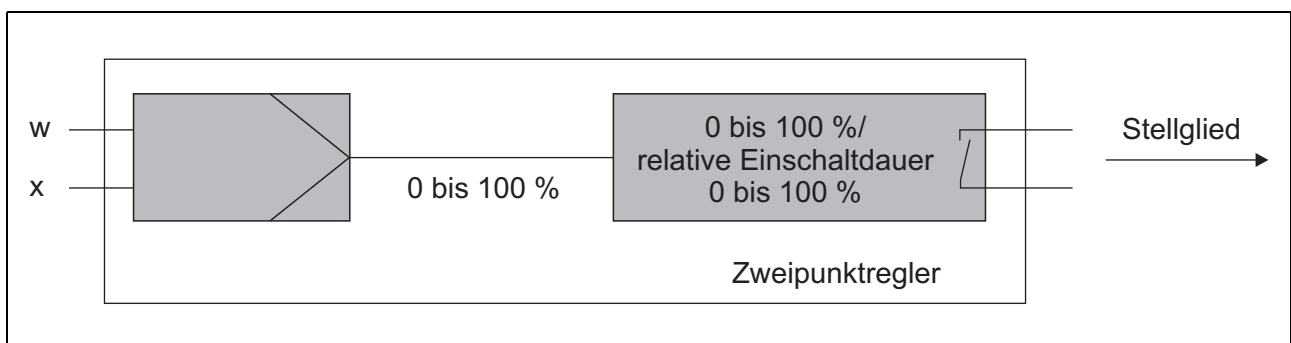 w
x
0 bis 100 %
0 bis 100 %/
relative Einschaltdauer
0 bis 100 %
Zweipunktregler
Stellglied